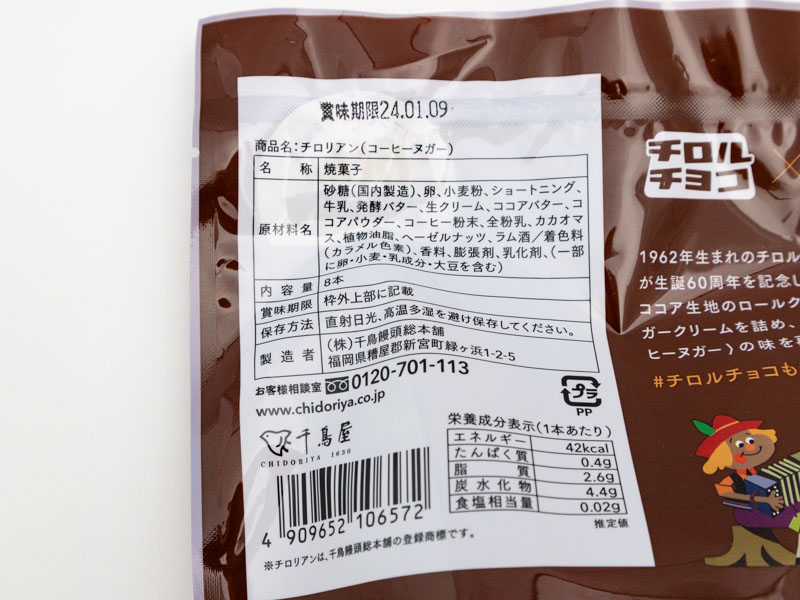 賞味期限24.01.09
商品名:チロリアン(コーヒーヌガー)
名 称 焼菓子
原材料名 砂糖(国内製造)、卵、小麦粉、ショートニング、
牛乳、発酵バター、生クリーム、ココアバター、コ
コアパウダー、コーヒー粉末、全粉乳、カカオマ
ス、植物油脂、ヘーゼルナッツ、ラム酒/着色料
(カラメル色素)、香料、膨張剤、乳化剤、(一部
に卵・小麦・乳成分・大豆を含む)
内 容 量 8本
賞味期限 枠外上部に記載
保存方法 直射日光、高温多湿を避け保存してください。
製 造 者 (株)千鳥饅頭総本舗
福岡県糟屋郡新宮町緑ヶ浜1-2-5
お客様相談室 0120-701-113
www.chidoriya.co.jp
プラ
PP
千鳥屋
CHIDORIYA 1630
栄養成分表示(1本あたり)
エネルギー 42kcal
たんぱく質 0.4g
脂 質 2.6g
炭水化物 4.4g
食塩相当量 0.02g
推定値
4 909652 106572
※チロリアンは、千鳥饅頭総本舗の登録商標です。
チロル
チョコ
×
1962年生まれのチロル
が生誕60周年を記念し
ココア生地のロールク
ガークリームを詰め、
ヒーヌガー〉の味を再
#チロルチョコも